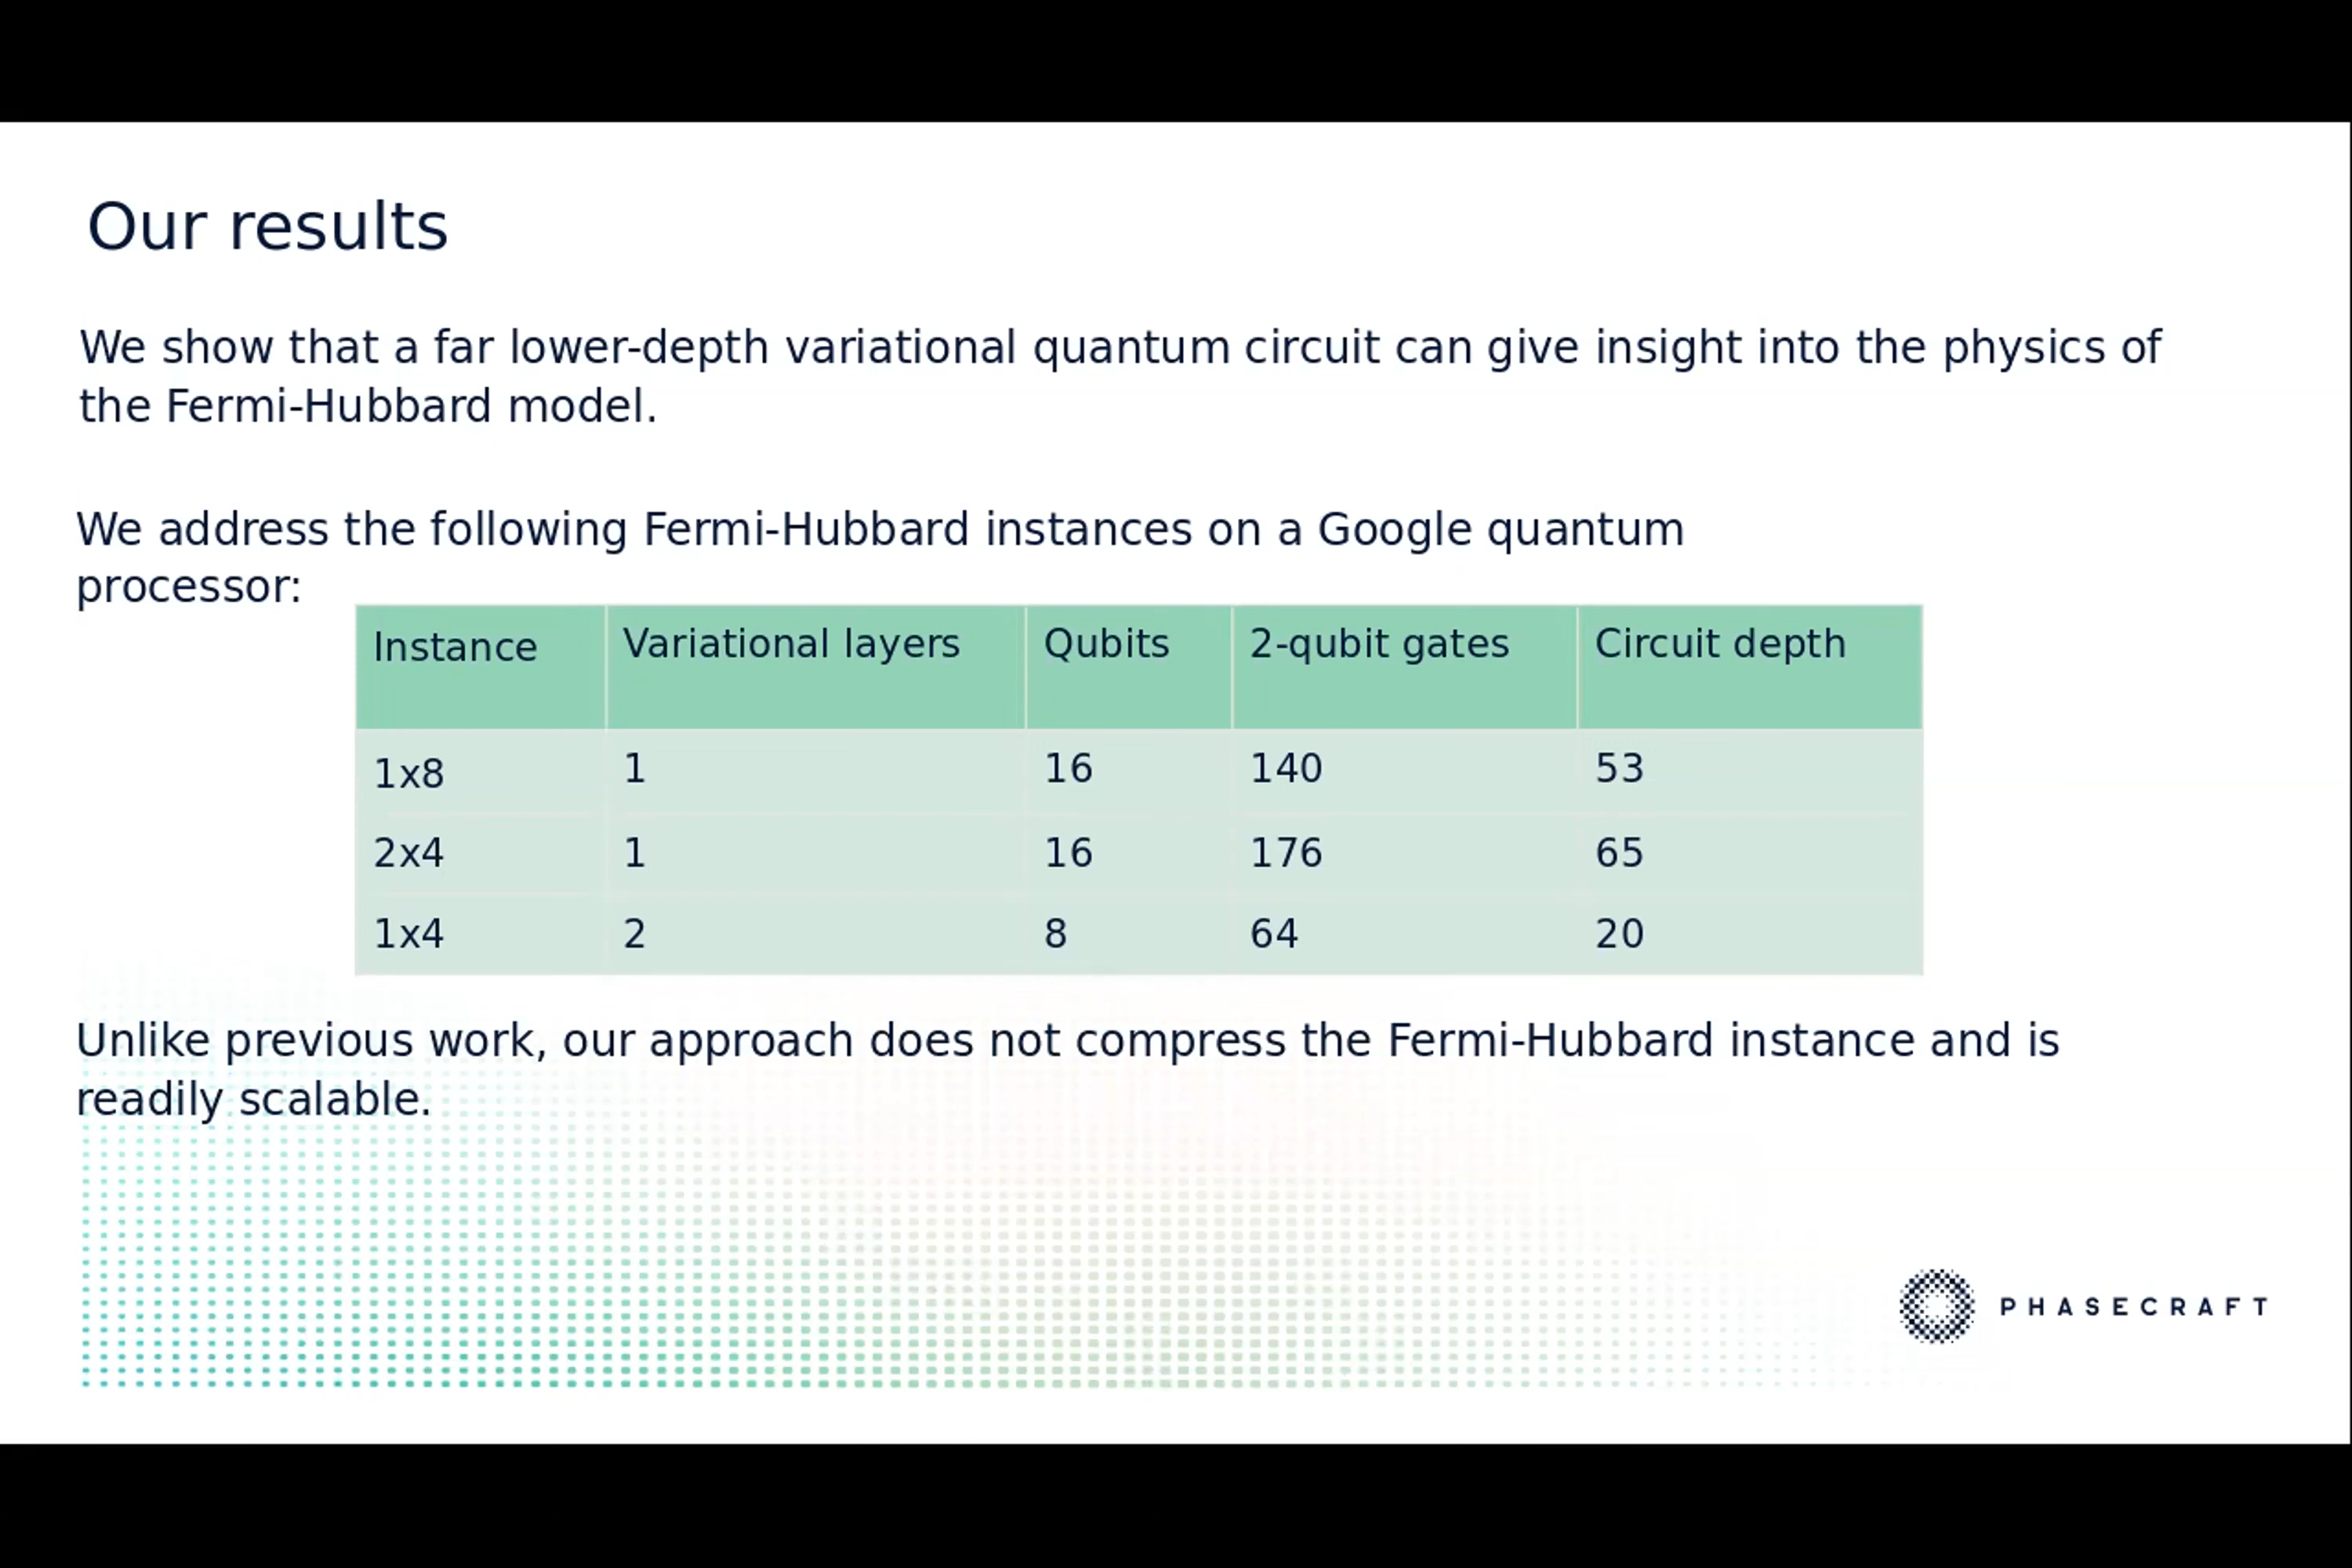 Our results
We show that a far lower-depth variational quantum circuit can give insight into the physics of
the Fermi-Hubbard model.
We address the following Fermi-Hubbard instances on a Google quantum
processor:
Instance Variational layers Qubits 2-qubit gates Circuit depth
1x8 1 16 140 53
2x4 1 16 176 65
1x4 2 8 64 20
Unlike previous work, our approach does not compress the Fermi-Hubbard instance and is
readily scalable.
PHASECRAFT